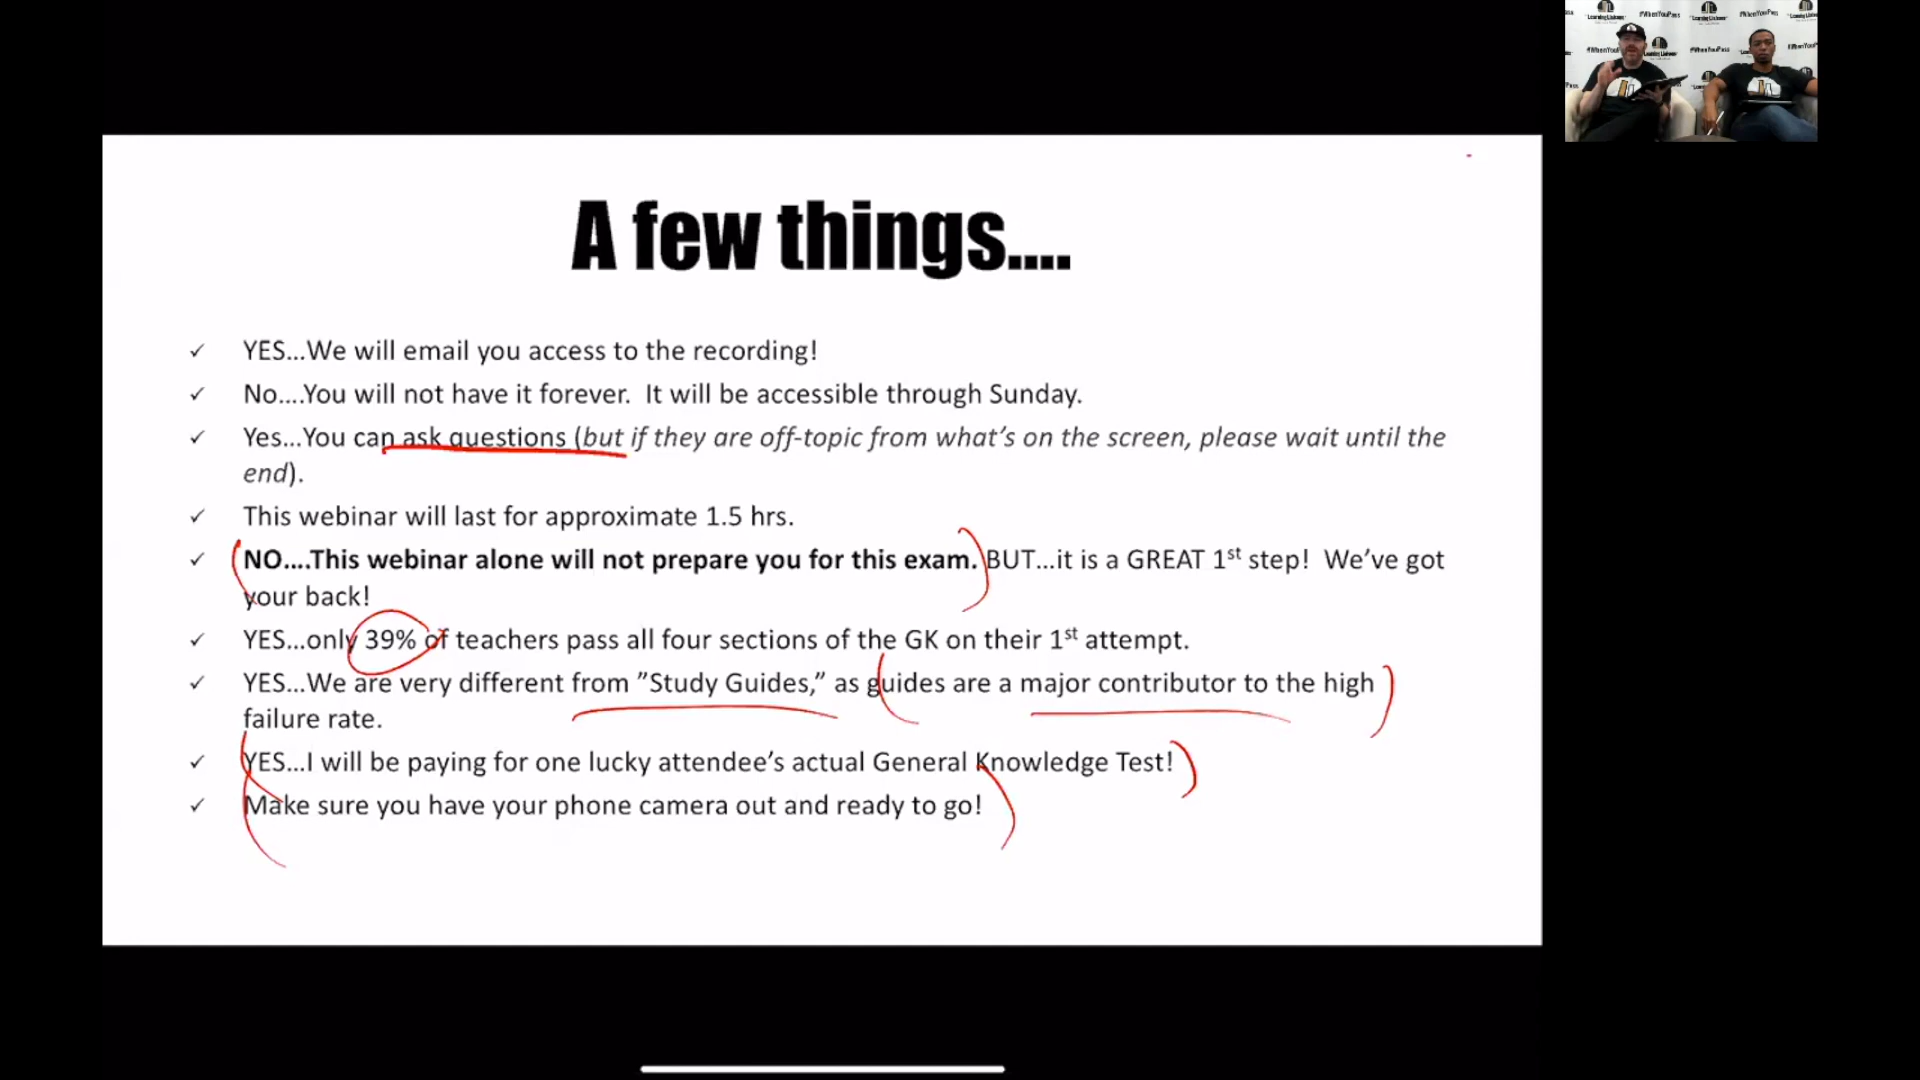 #WhenYouPass
#WhenYouPass
Learning Liaisons
#WhenYouPass
A few things....
✓ YES...We will email you access to the recording!
✓ No....You will not have it forever.  It will be accessible through Sunday.
✓ Yes...You can ask questions (but if they are off-topic from what's on the screen, please wait until the
end).
✓ This webinar will last for approximate 1.5 hrs.
✓ NO....This webinar alone will not prepare you for this exam. BUT...it is a GREAT 1st step!  We've got
your back!
✓ YES...only 39% of teachers pass all four sections of the GK on their 1st attempt.
✓ YES...We are very different from ”Study Guides,” as guides are a major contributor to the high
failure rate.
✓ YES...I will be paying for one lucky attendee's actual General Knowledge Test!
✓ Make sure you have your phone camera out and ready to go!